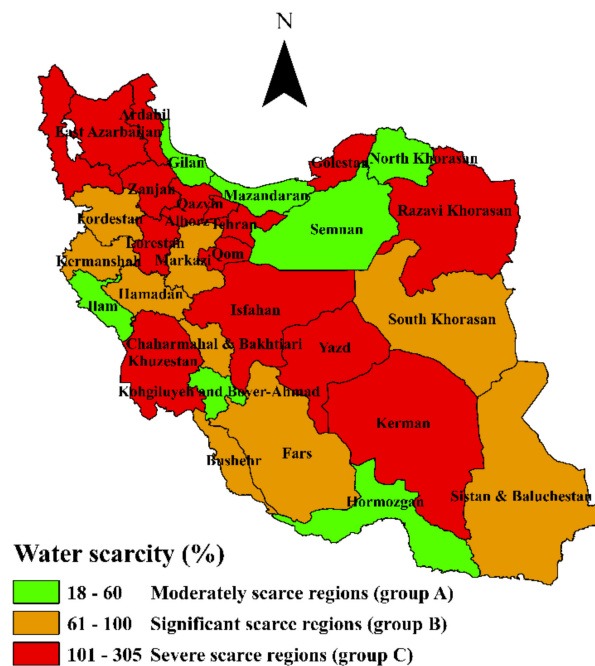 N
Ardabil
East Azarbaijan
Gilan
Golestan
North Khorasan
Zanjan
Mazandaran
Qazvin
Razavi Khorasan
Kordestan
Alborz
Tehran
Semnan
Lorestan
Kermanshah
Markazi
Qom
Ilam
Hamadan
Isfahan
South Khorasan
Chaharmahal & Bakhtiari
Khuzestan
Yazd
Kohgiluyeh and Boyer-Ahmad
Kerman
Bushehr
Fars
Hormozgan
Sistan & Baluchestan
Water scarcity (%)
18 - 60 Moderately scarce regions (group A)
61 - 100 Significant scarce regions (group B)
101 - 305 Severe scarce regions (group C)